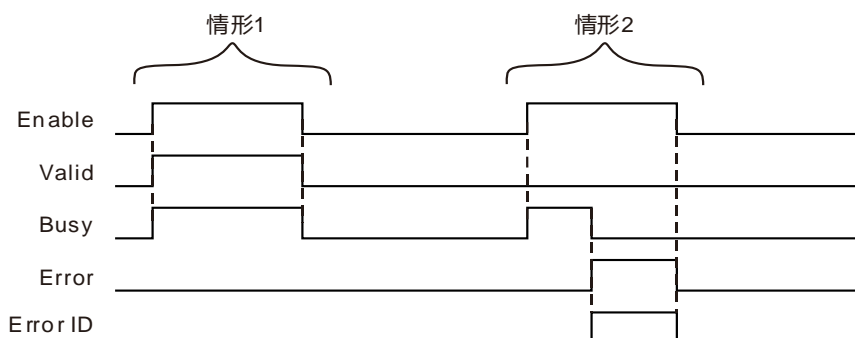 情形1 情形2
Enable
Valid
Busy
Error
Error ID